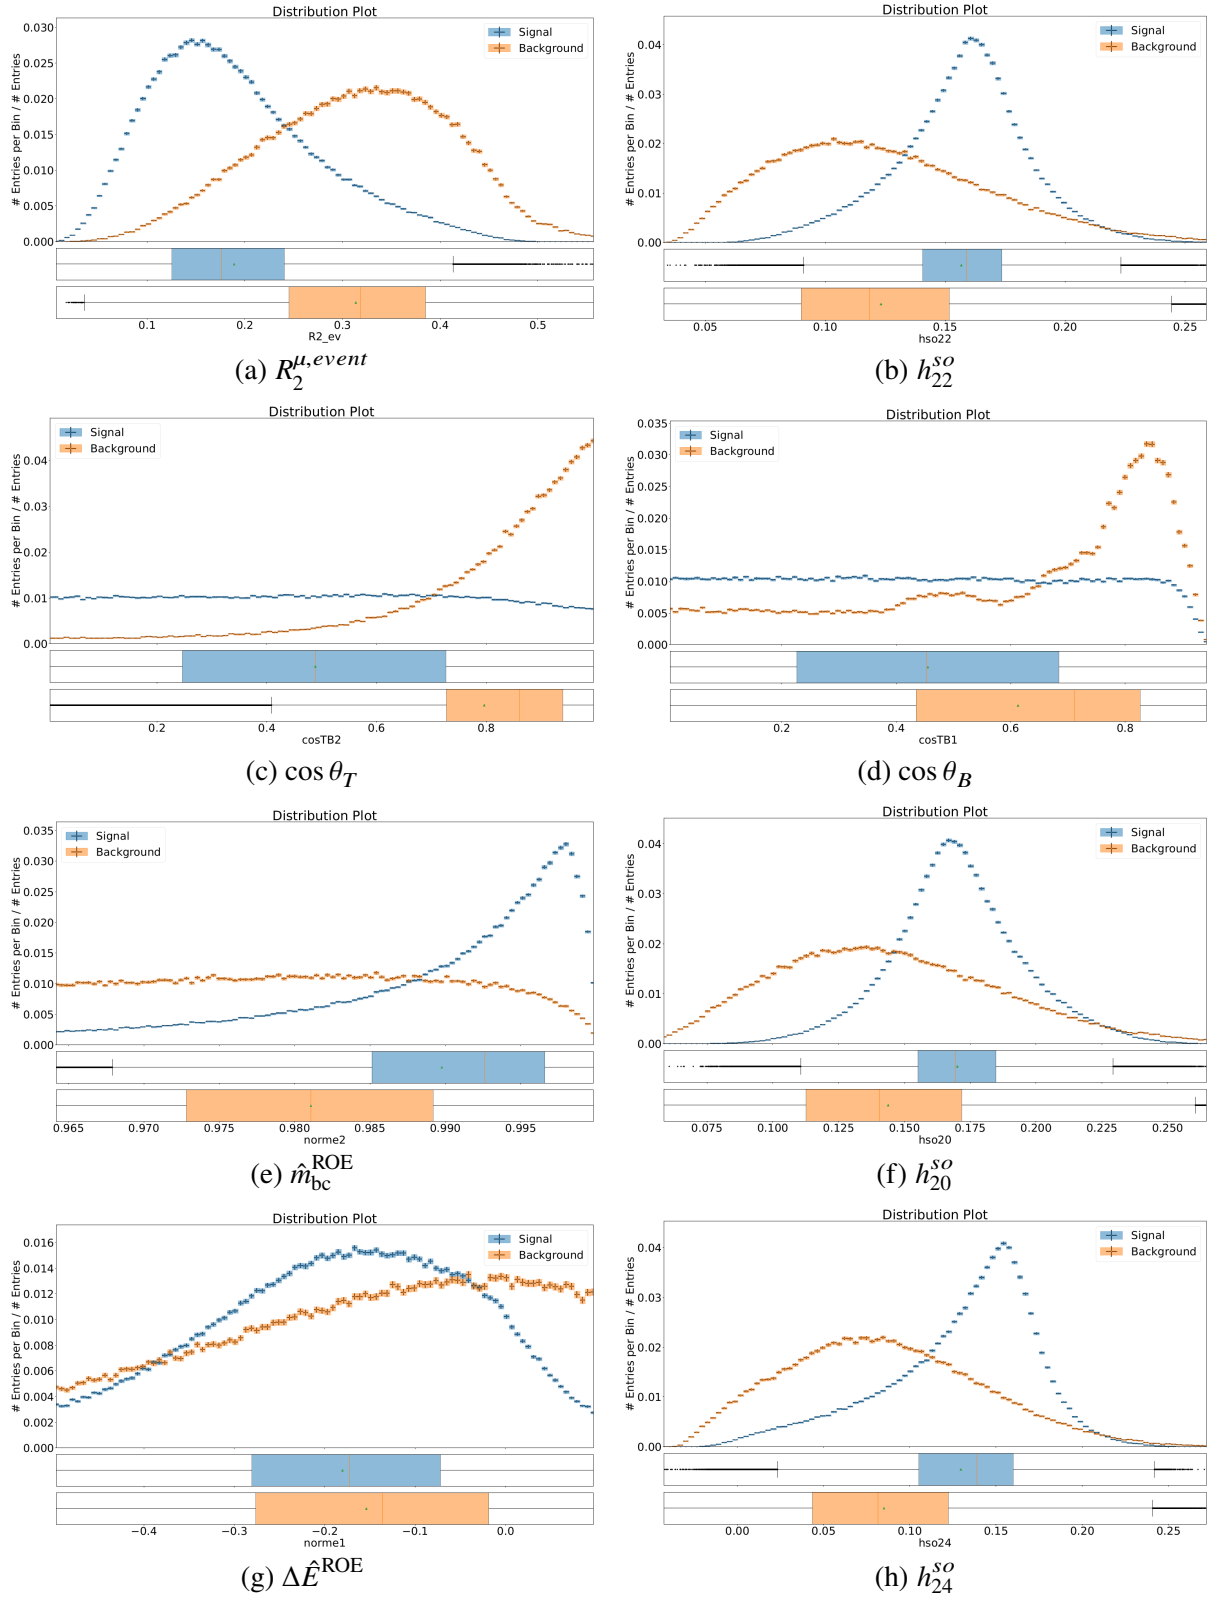 Distribution Plot
# Entries per Bin / # Entries
0.030
0.025
0.020
0.015
0.010
0.005
0.000
Signal
Background
0.1 0.2 0.3 0.4 0.5
R2_ev
(a) R₂^{μ,event}
Distribution Plot
# Entries per Bin / # Entries
0.04
0.03
0.02
0.01
0.00
Signal
Background
0.05 0.10 0.15 0.20 0.25
hso22
(b) h₂₂^{so}
Distribution Plot
# Entries per Bin / # Entries
0.04
0.03
0.02
0.01
0.00
Signal
Background
0.2 0.4 0.6 0.8
cosTB2
(c) cos θ_T
Distribution Plot
# Entries per Bin / # Entries
0.035
0.030
0.025
0.020
0.015
0.010
0.005
0.000
Signal
Background
0.2 0.4 0.6 0.8
cosTB1
(d) cos θ_B
Distribution Plot
# Entries per Bin / # Entries
0.035
0.030
0.025
0.020
0.015
0.010
0.005
0.000
Signal
Background
0.965 0.970 0.975 0.980 0.985 0.990 0.995
norme2
(e) m̂_{bc}^{ROE}
Distribution Plot
# Entries per Bin / # Entries
0.04
0.03
0.02
0.01
0.00
Signal
Background
0.075 0.100 0.125 0.150 0.175 0.200 0.225 0.250
hso20
(f) h₂₀^{so}
Distribution Plot
# Entries per Bin / # Entries
0.016
0.014
0.012
0.010
0.008
0.006
0.004
0.002
0.000
Signal
Background
−0.4 −0.3 −0.2 −0.1 0.0
norme1
(g) ΔÊ^{ROE}
Distribution Plot
# Entries per Bin / # Entries
0.04
0.03
0.02
0.01
0.00
Signal
Background
0.00 0.05 0.10 0.15 0.20 0.25
hso24
(h) h₂₄^{so}